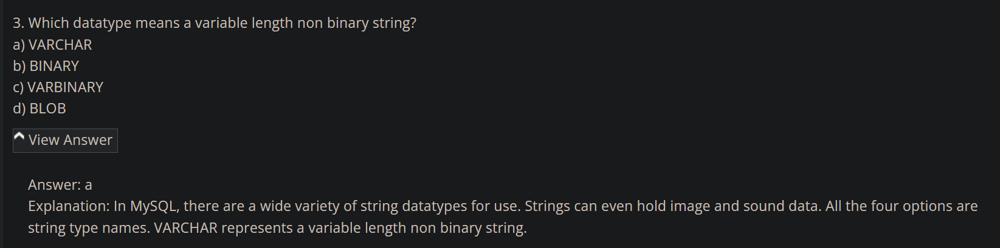 3. Which datatype means a variable length non binary string?
a) VARCHAR
b) BINARY
c) VARBINARY
d) BLOB
View Answer
Answer: a
Explanation: In MySQL, there are a wide variety of string datatypes for use. Strings can even hold image and sound data. All the four options are
string type names. VARCHAR represents a variable length non binary string.